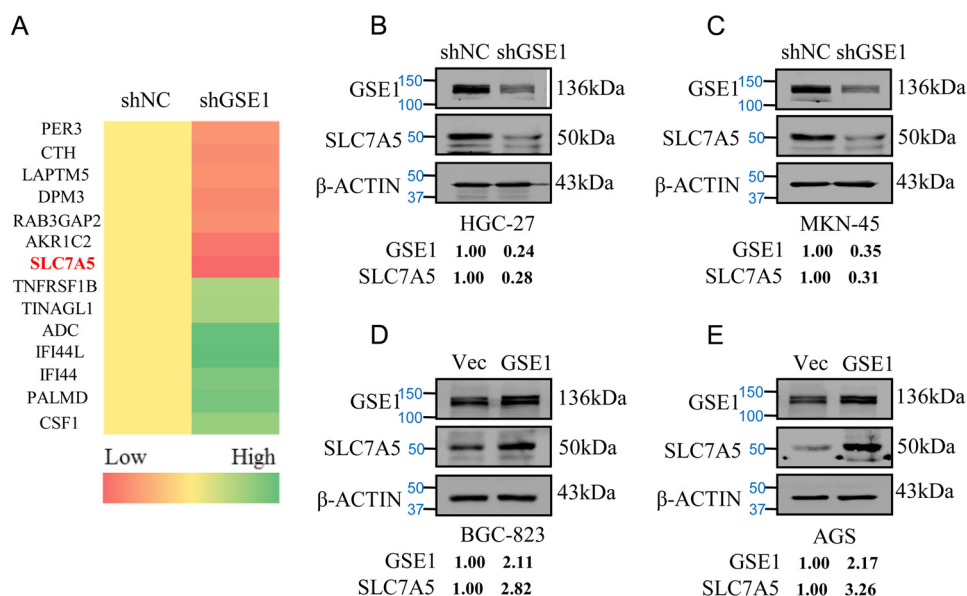 A
shNC shGSE1
PER3
CTH
LAPTM5
DPM3
RAB3GAP2
AKR1C2
SLC7A5
TNFRSF1B
TINAGL1
ADC
IFI44L
IFI44
PALMD
CSF1
Low High
B
shNC shGSE1
GSE1 150 100 136kDa
SLC7A5 50 50kDa
β-ACTIN 50 37 43kDa
HGC-27
GSE1 1.00 0.24
SLC7A5 1.00 0.28
C
shNC shGSE1
GSE1 150 100 136kDa
SLC7A5 50 50kDa
β-ACTIN 50 37 43kDa
MKN-45
GSE1 1.00 0.35
SLC7A5 1.00 0.31
D
Vec GSE1
GSE1 150 100 136kDa
SLC7A5 50 50kDa
β-ACTIN 50 37 43kDa
BGC-823
GSE1 1.00 2.11
SLC7A5 1.00 2.82
E
Vec GSE1
GSE1 150 100 136kDa
SLC7A5 50 50kDa
β-ACTIN 50 37 43kDa
AGS
GSE1 1.00 2.17
SLC7A5 1.00 3.26